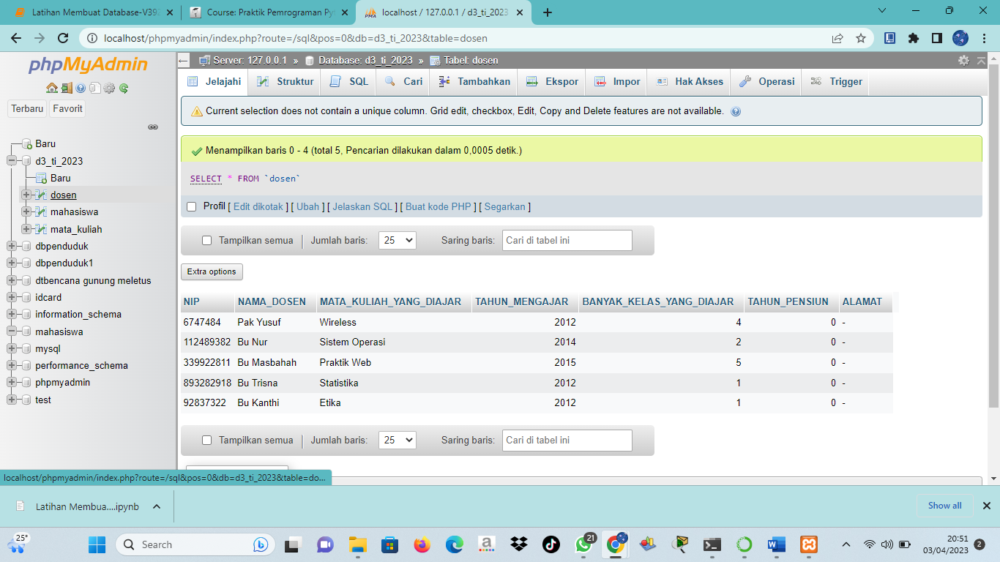 Latihan Membuat Database-V392
Course: Praktik Pemrograman Pyt
localhost / 127.0.0.1 / d3_ti_2023
localhost/phpmyadmin/index.php?route=/sql&pos=0&db=d3_ti_2023&table=dosen
phpMyAdmin
Terbaru Favorit
Baru
d3_ti_2023
Baru
dosen
mahasiswa
mata_kuliah
dbpenduduk
dbpenduduk1
dtbencana gunung meletus
idcard
information_schema
mahasiswa
mysql
performance_schema
phpmyadmin
test
Server: 127.0.0.1 » Database: d3_ti_2023 » Tabel: dosen
Jelajahi Struktur SQL Cari Tambahkan Ekspor Impor Hak Akses Operasi Trigger
Current selection does not contain a unique column. Grid edit, checkbox, Edit, Copy and Delete features are not available.
Menampilkan baris 0 - 4 (total 5, Pencarian dilakukan dalam 0,0005 detik.)
SELECT * FROM `dosen`
Profil [ Edit dikotak ] [ Ubah ] [ Jelaskan SQL ] [ Buat kode PHP ] [ Segarkan ]
Tampilkan semua | Jumlah baris: 25 Saring baris: Cari di tabel ini
Extra options
NIP NAMA_DOSEN MATA_KULIAH_YANG_DIAJAR TAHUN_MENGAJAR BANYAK_KELAS_YANG_DIAJAR TAHUN_PENSIUN ALAMAT
6747484 Pak Yusuf Wireless 2012 4 0 -
112489382 Bu Nur Sistem Operasi 2014 2 0 -
339922811 Bu Masbahah Praktik Web 2015 5 0 -
893282918 Bu Trisna Statistika 2012 1 0 -
92837322 Bu Kanthi Etika 2012 1 0 -
Tampilkan semua | Jumlah baris: 25 Saring baris: Cari di tabel ini
localhost/phpmyadmin/index.php?route=/sql&pos=0&db=d3_ti_2023&table=do...
Latihan Membua....ipynb
Show all
25°
Search
21
20:51
03/04/2023
2